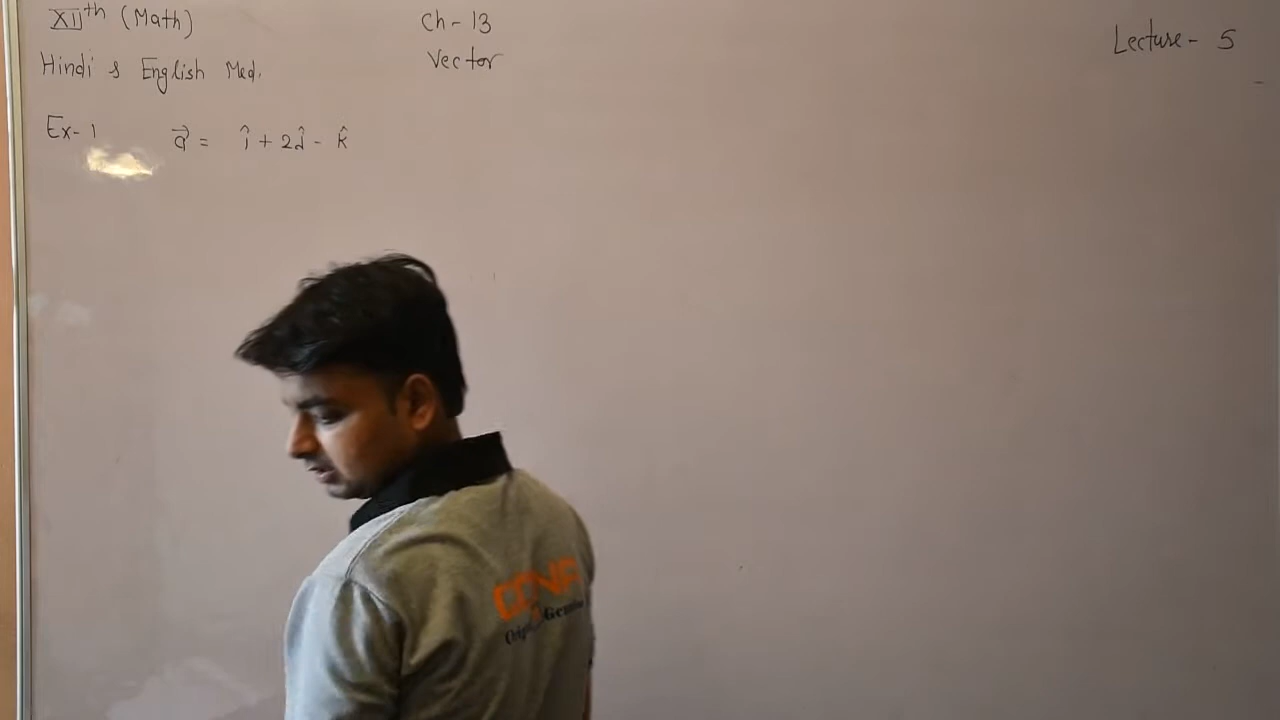 XIIth (Math)
Ch - 13
Lecture - 5
Hindi & English Med.
Vector
Ex - 1 a⃗ = î + 2ĵ - k̂